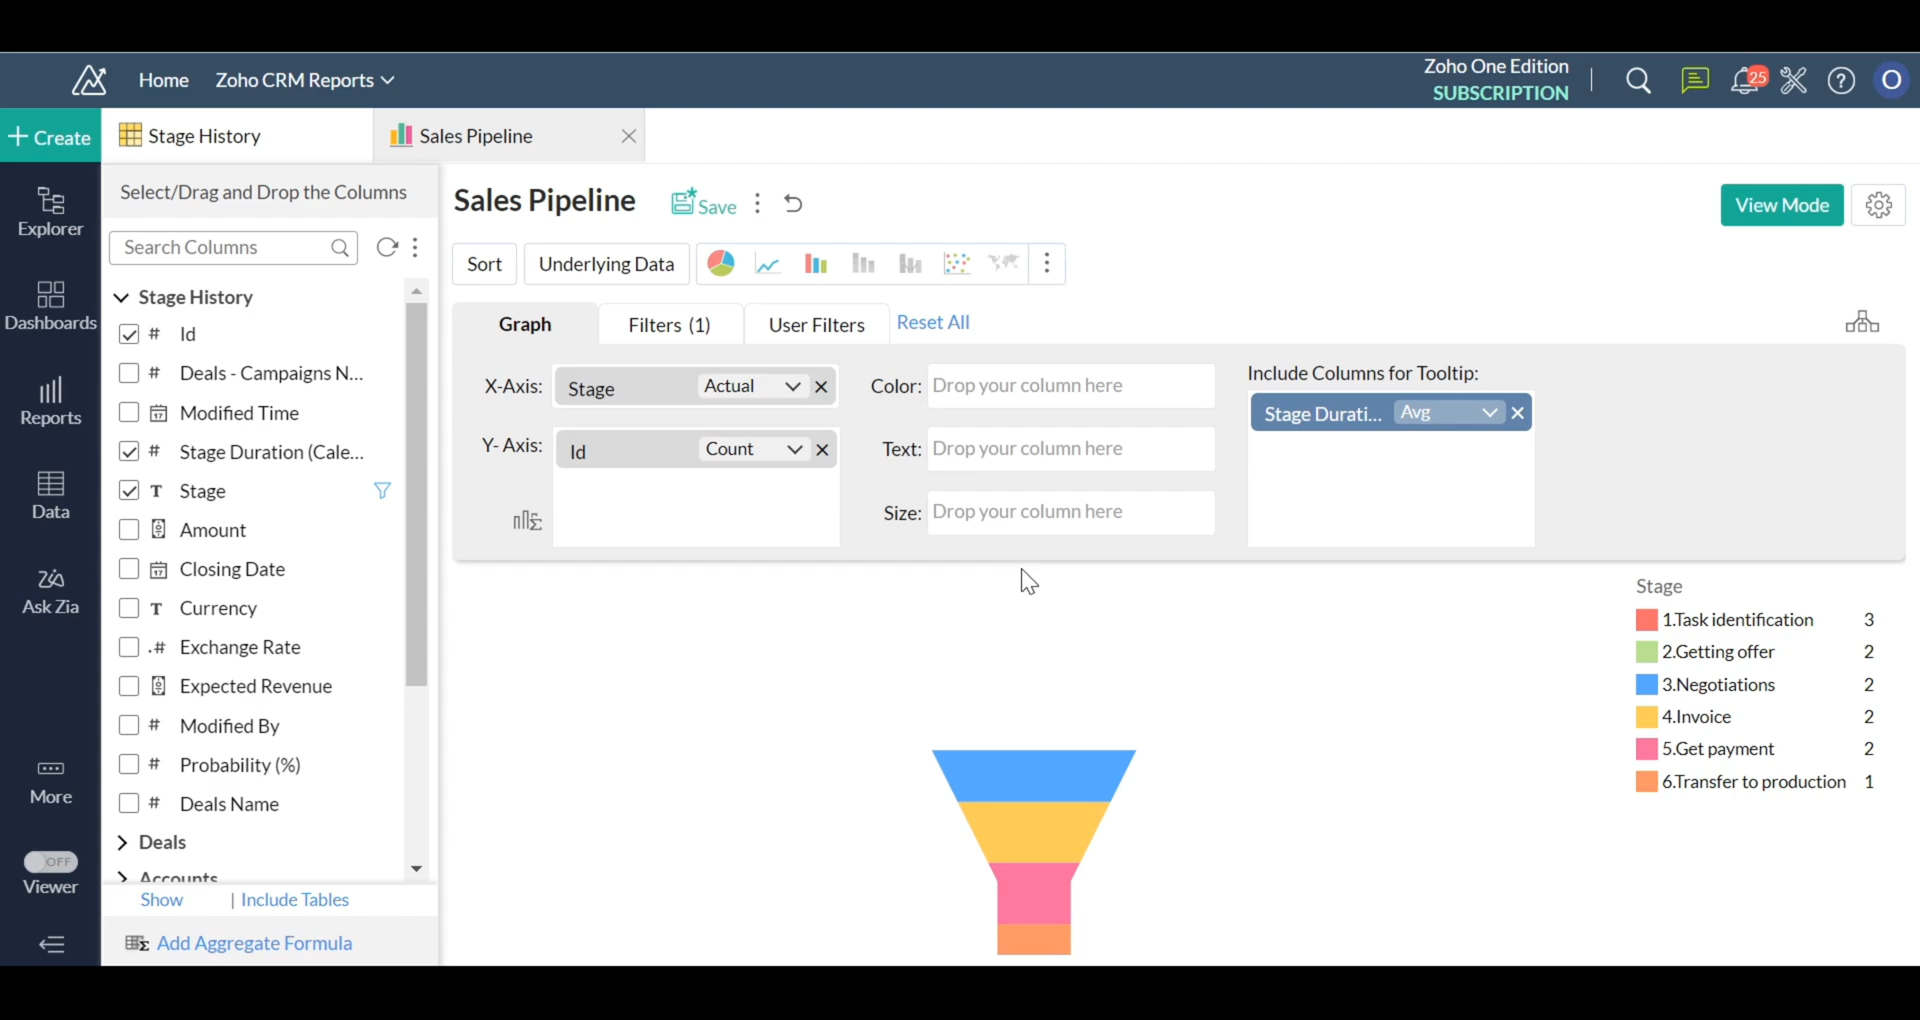 Home
Zoho CRM Reports
Zoho One Edition
SUBSCRIPTION
25
O
+ Create
Stage History
Sales Pipeline
Explorer
Dashboards
Reports
Data
Ask Zia
More
OFF
Viewer
Select/Drag and Drop the Columns
Search Columns
Stage History
# Id
# Deals - Campaigns N...
17 Modified Time
# Stage Duration (Cale...
T Stage
Amount
17 Closing Date
T Currency
.# Exchange Rate
Expected Revenue
# Modified By
# Probability (%)
# Deals Name
Deals
Accounts
Show | Include Tables
Add Aggregate Formula
Sales Pipeline
Save
View Mode
Sort
Underlying Data
Graph
Filters (1)
User Filters
Reset All
X-Axis: Stage Actual
Y- Axis: Id Count
Color: Drop your column here
Text: Drop your column here
Size: Drop your column here
Include Columns for Tooltip:
Stage Durati... Avg
Stage
1.Task identification 3
2.Getting offer 2
3.Negotiations 2
4.Invoice 2
5.Get payment 2
6.Transfer to production 1